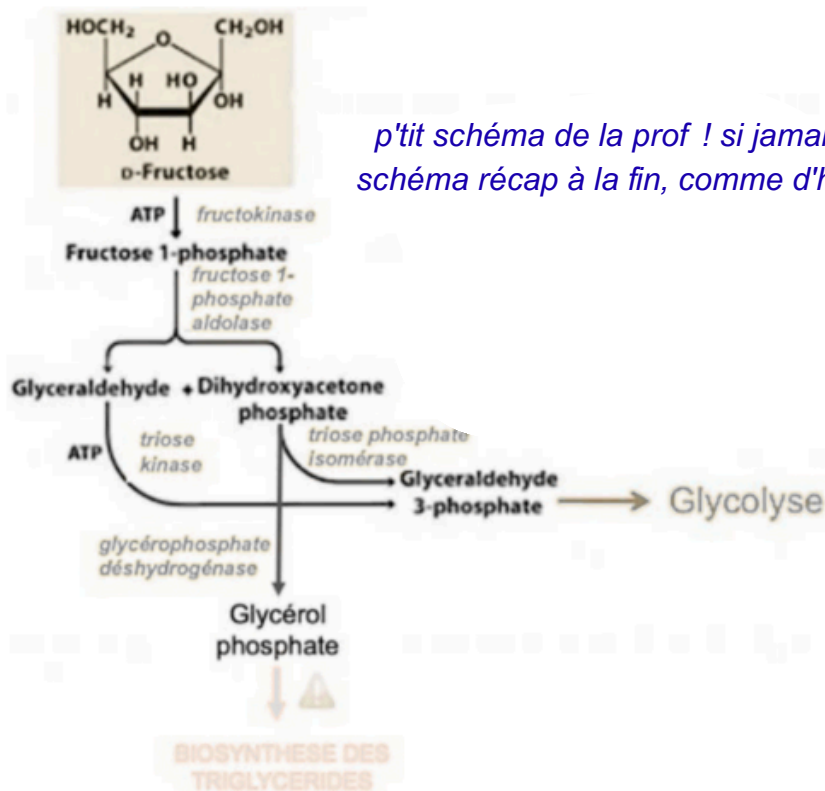 HOCH2 O CH2OH
H HO
H OH
OH H
D-Fructose
p'tit schéma de la prof ! si jamai
schéma récap à la fin, comme d'h
ATP fructokinase
Fructose 1-phosphate
fructose 1-
phosphate
aldolase
Glyceraldehyde + Dihydroxyacetone
phosphate
ATP
triose
kinase
triose phosphate
isomérase
Glyceraldehyde
3-phosphate
Glycolyse
glycérophosphate
déshydrogénase
Glycérol
phosphate
BIOSYNTHESE DES
TRIGLYCERIDES